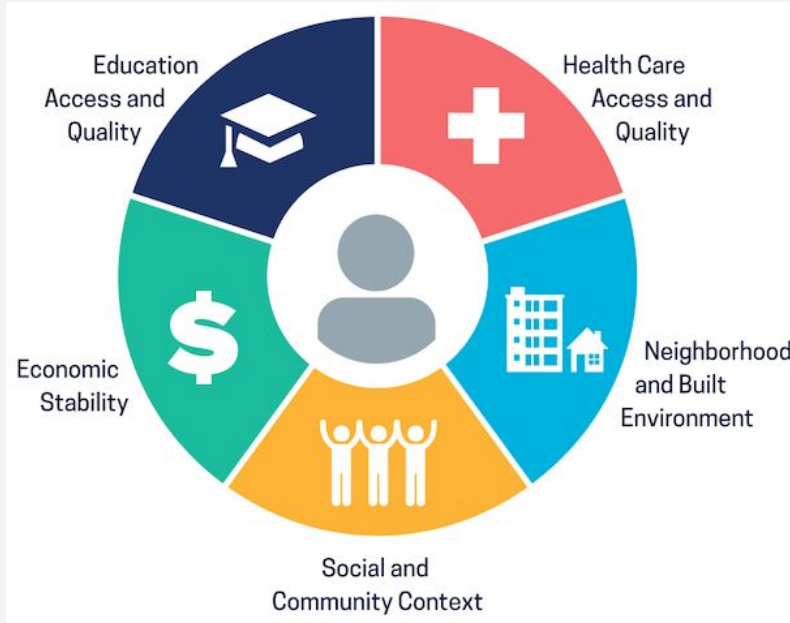 Education
Access and
Quality
Health Care
Access and
Quality
Economic
Stability
Neighborhood
and Built
Environment
Social and
Community Context